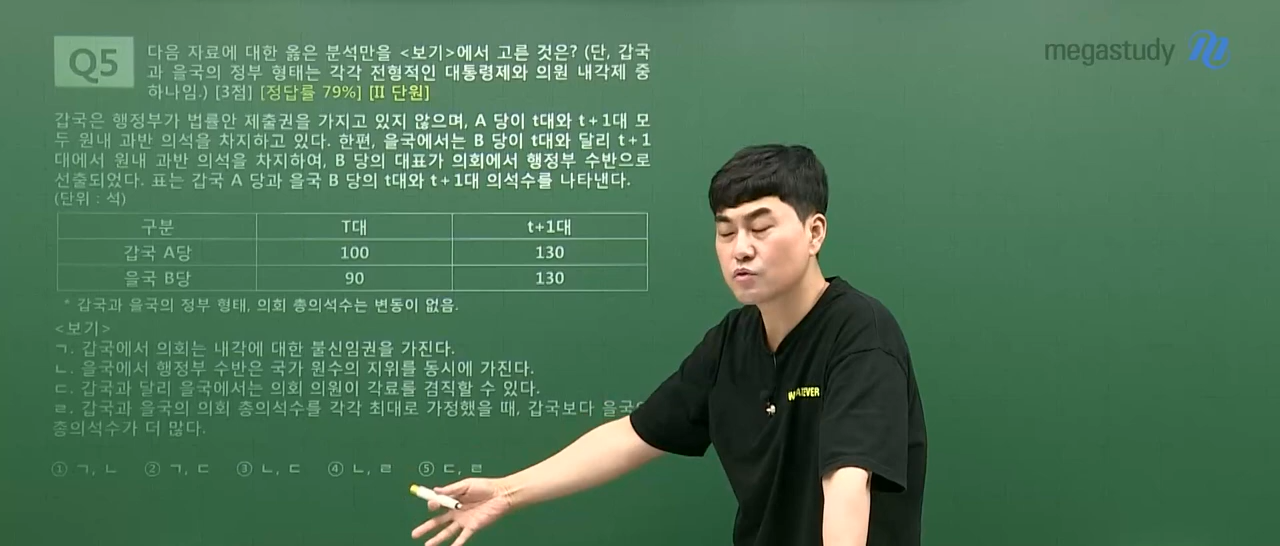 megastudy
Q5
다음 자료에 대한 옳은 분석만을 <보기>에서 고른 것은? (단, 갑국
과 을국의 정부 형태는 각각 전형적인 대통령제와 의원 내각제 중
하나임.) [3점] [정답률 79%] [II 단원]
갑국은 행정부가 법률안 제출권을 가지고 있지 않으며, A 당이 t대와 t+1대 모
두 원내 과반 의석을 차지하고 있다. 한편, 을국에서는 B 당이 t대와 달리 t+1
대에서 원내 과반 의석을 차지하여, B 당의 대표가 의회에서 행정부 수반으로
선출되었다. 표는 갑국 A 당과 을국 B 당의 t대와 t+1대 의석수를 나타낸다.
(단위 : 석)
구분 T대 t+1대
갑국 A당 100 130
을국 B당 90 130
* 갑국과 을국의 정부 형태, 의회 총의석수는 변동이 없음.
<보기>
ㄱ. 갑국에서 의회는 내각에 대한 불신임권을 가진다.
ㄴ. 을국에서 행정부 수반은 국가 원수의 지위를 동시에 가진다.
ㄷ. 갑국과 달리 을국에서는 의회 의원이 각료를 겸직할 수 있다.
ㄹ. 갑국과 을국의 의회 총의석수를 각각 최대로 가정했을 때, 갑국보다
총의석수가 더 많다.
① ㄱ, ㄴ ② ㄱ, ㄷ ③ ㄴ, ㄷ ④ ㄴ, ㄹ ⑤ ㄷ, ㄹ